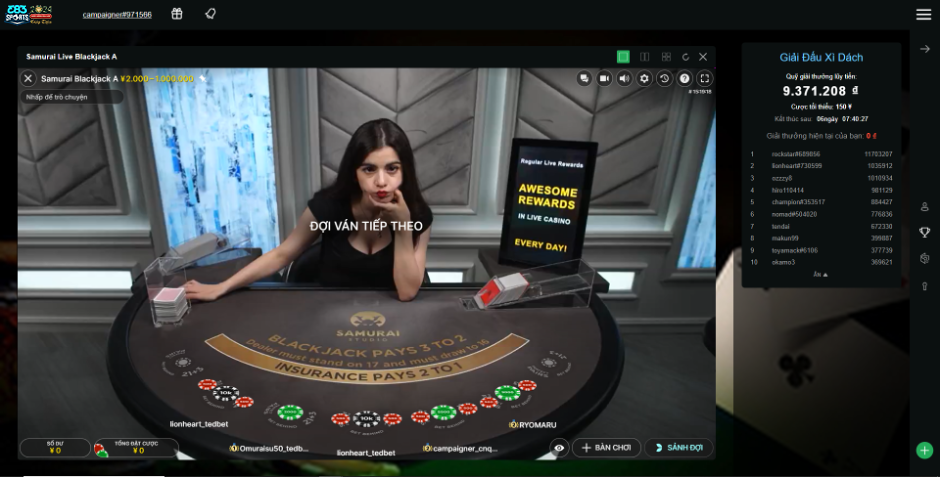 campaigner#971566
Samurai Live Blackjack A
Samurai Blackjack A ¥2.000–1.000.000
Nhấp để trò chuyện
Regular Live Rewards
AWESOME
REWARDS
IN LIVE CASINO
EVERY DAY!
ĐỢI VÁN TIẾP THEO
SAMURAI
STUDIO
BLACKJACK PAYS 3 TO 2
Dealer must stand on 17 and must draw to 16
INSURANCE PAYS 2 TO 1
lionheart_tedbet
Omuraisu50_tedb...
lionheart_tedbet
campaigner_cnq...
RYOMARU
SỐ DƯ
¥ 0
TỔNG ĐẶT CƯỢC
¥ 0
BÀN CHƠI
SẢNH ĐỢI
Giải Đấu Xì Dách
Quỹ giải thưởng lũy tiến:
9.371.208 ₫
Cược tối thiểu: 150 ¥
Kết thúc sau: 06ngày 07:40:27
Giải thưởng hiện tại của bạn: 0 ₫
1 rockstar#689856 11703207
2 lionheart#730599 1035912
3 ozzzy8 1010934
4 hiro110414 981129
5 champion#353517 884427
6 nomad#504020 776836
7 tendai 672330
8 makun99 399887
9 toyamack#6106 377739
10 okamo3 369621
ẨN